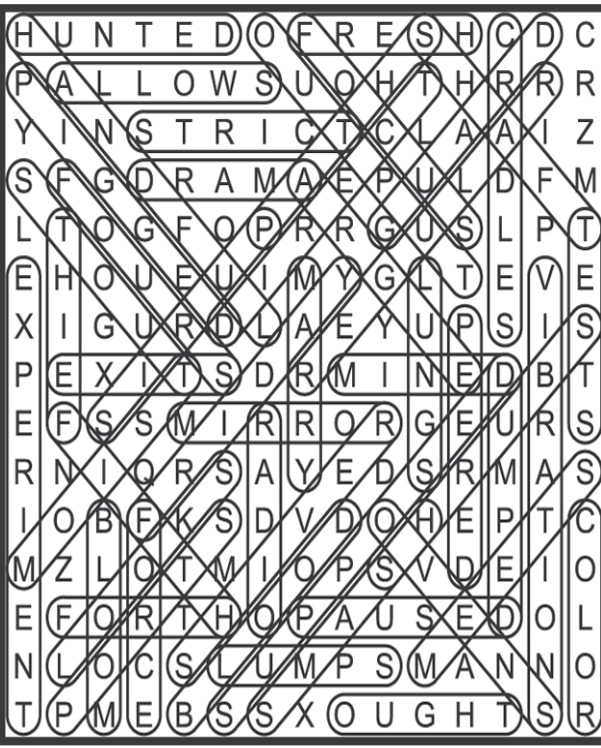 H U N T E D O F R E S H C D C
P A L L O W S U O H T H R R R
Y I N S T R I C T C L A A I Z
S F G D R A M A E P U L D F M
L T O G F O P R R G U S L P T
E H O U E U I M Y G L T E V E
X I G U R D L A E Y U P S I S
P E X I T S D R M I N E D B T
E F S S M I R R O R G E U R S
R N I Q R S A Y E D S R M A S
I O B F K S D V D O H E P T C
M Z L O T M I O P S V D E I O
E F O R T H O P A U S E D O L
N L O C S L U M P S M A N N O
T P M E B S S X O U G H T S R